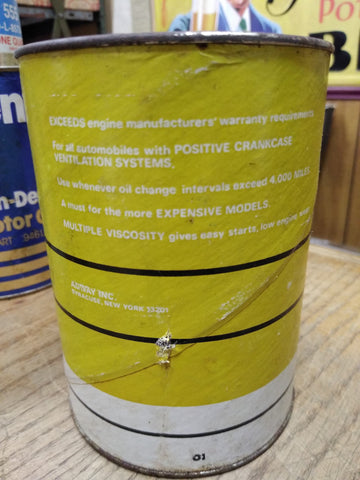 EXCEEDS engine manufacturers' warranty requirements
For all automobiles with POSITIVE CRANKCASE
VENTILATION SYSTEMS.
Use whenever oil change intervals exceed 4,000 MILES.
A must for the more EXPENSIVE MODELS.
MULTIPLE VISCOSITY gives easy starts, low engine
INC.
SYRACUSE, NEW YORK 13201
01